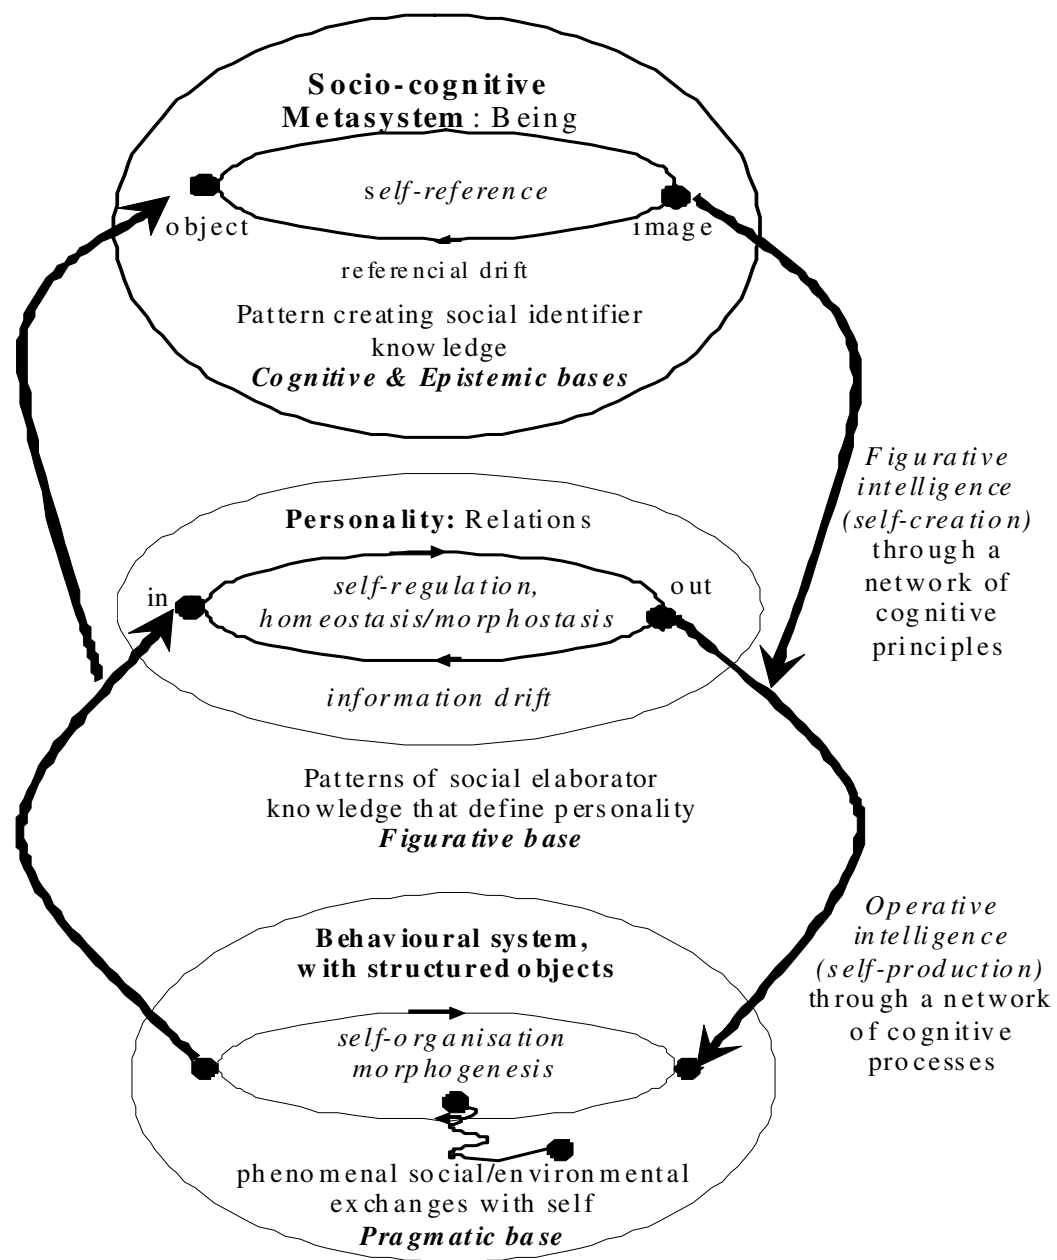 Socio-cognitive
Metasystem : Being
self-reference
object
image
referencial drift
Pattern creating social identifier
knowledge
Cognitive & Epistemic bases
Figurative
intelligence
(self-creation)
through a
network of
cognitive
principles
Personality: Relations
in
out
self-regulation,
homeostasis/morphostasis
information drift
Patterns of social elaborator
knowledge that define personality
Figurative base
Operative
intelligence
(self-production)
through a network
of cognitive
processes
Behavioural system,
with structured objects
self-organisation
morphogenesis
phenomenal social/environmental
exchanges with self
Pragmatic base